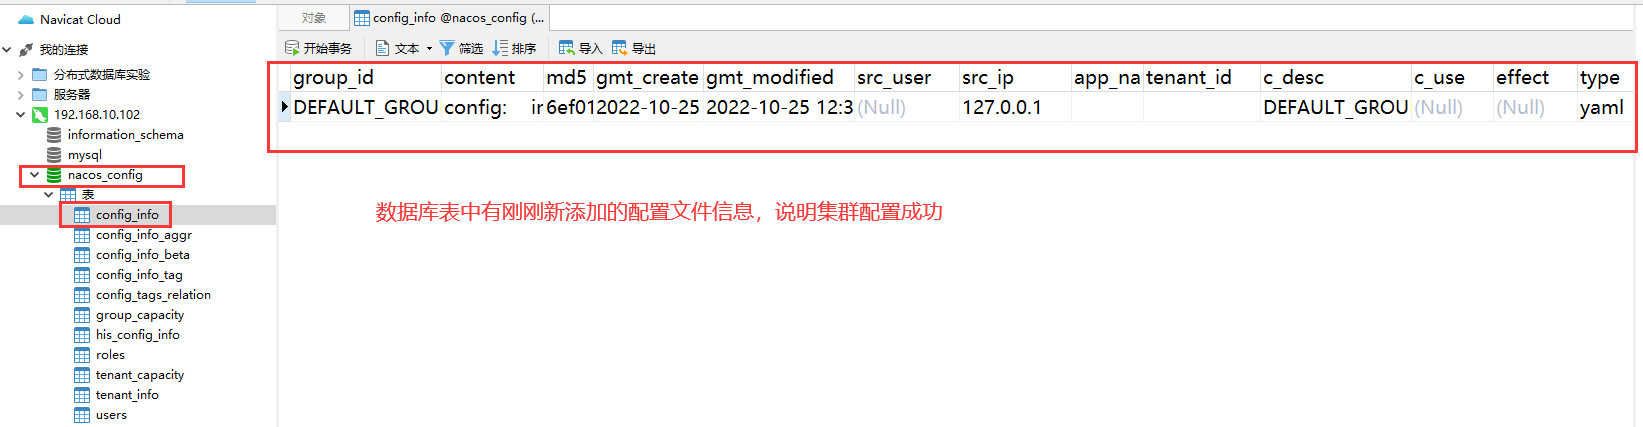 Navicat Cloud
我的连接
分布式数据库实验
服务器
192.168.10.102
information_schema
mysql
nacos_config
表
config_info
config_info_aggr
config_info_beta
config_info_tag
config_tags_relation
group_capacity
his_config_info
roles
tenant_capacity
tenant_info
users
对象 config_info @nacos_config (...
开始事务 文本 筛选 排序 导入 导出
group_id content md5 gmt_create gmt_modified src_user src_ip app_na tenant_id c_desc c_use effect type
DEFAULT_GROU config: ir 6ef01 2022-10-25 2022-10-25 12:3 (Null) 127.0.0.1 DEFAULT_GROU (Null) (Null) yaml
数据库表中有刚刚新添加的配置文件信息，说明集群配置成功